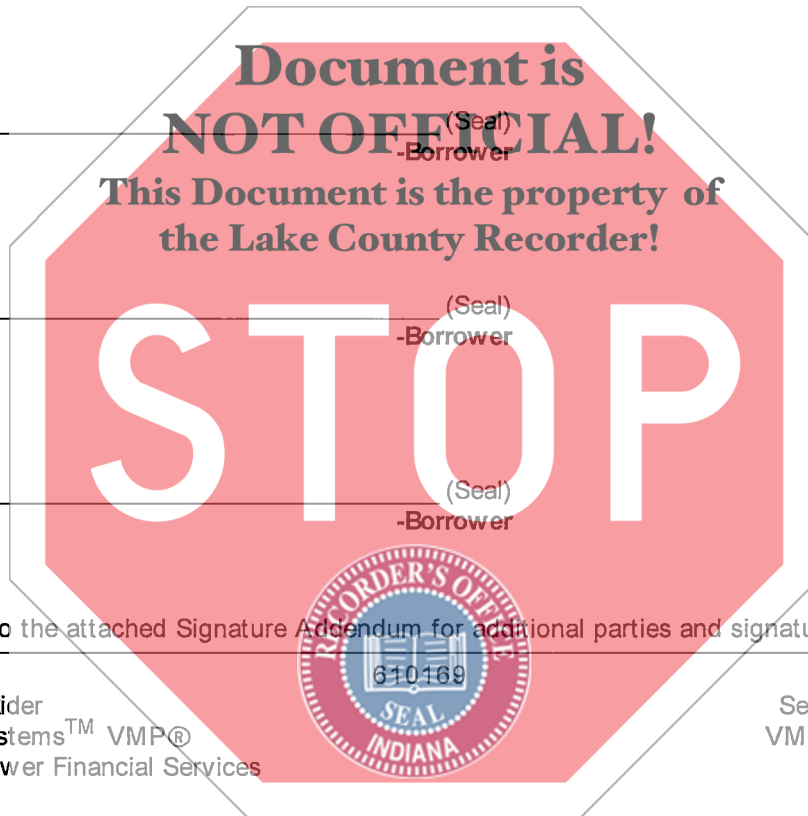 Document is
NOT OFFICIAL!
(Seal)
-Borrower
This Document is the property of
the Lake County Recorder!
(Seal)
-Borrower
STOP
(Seal)
-Borrower
RECORDER'S OFFICE
o the attached Signature Addendum for additional parties and signatu
610169
SEAL
INDIANA
ider
Se
stems™ VMP®
VM
wer Financial Services